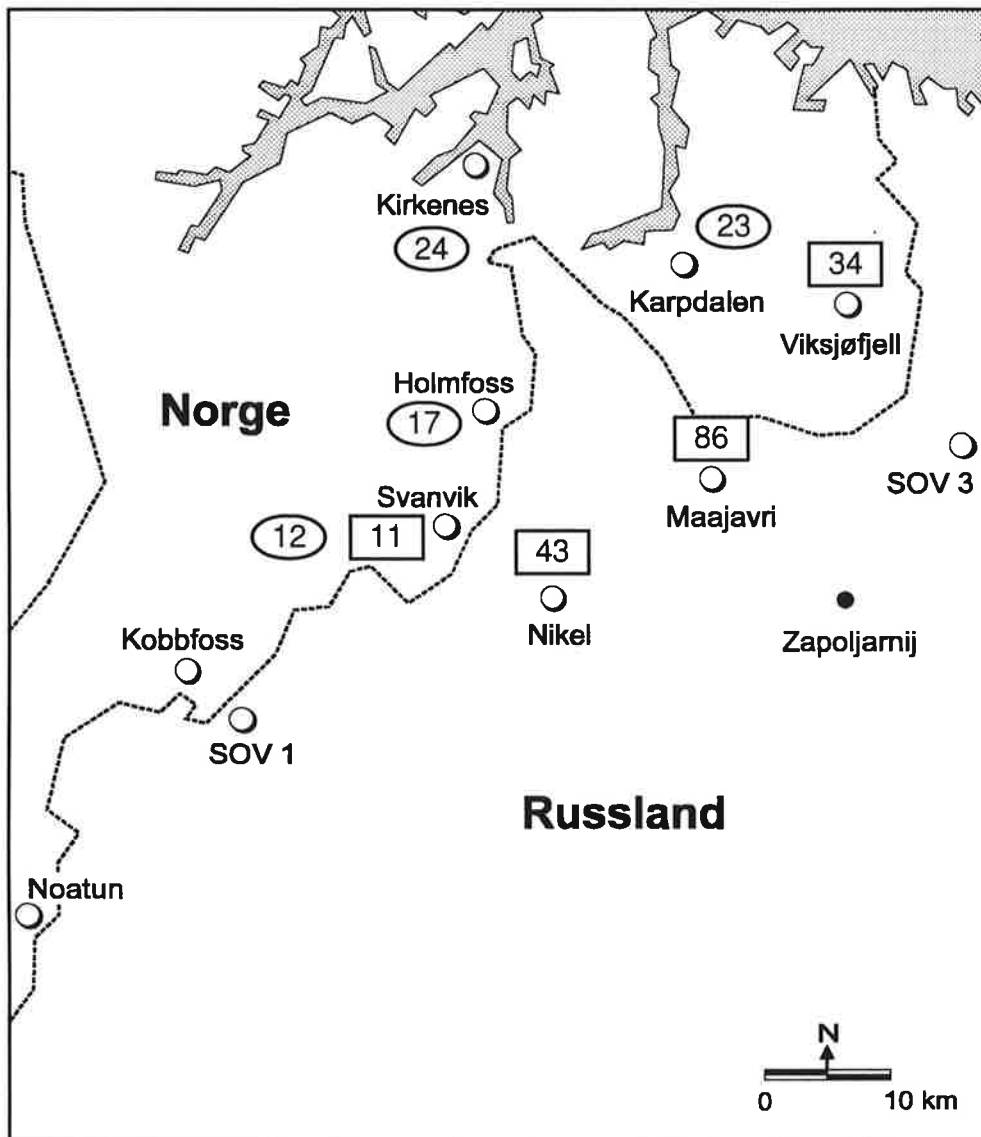 Kirkenes
24
23
34
Karpdalen
Viksjøfjell
Holmfoss
Norge
17
86
SOV 3
Svanvik
Maajavri
12
11
43
Nikel
Zapoljarnij
Kobbfoss
SOV 1
Russland
Noatun
N
0
10 km